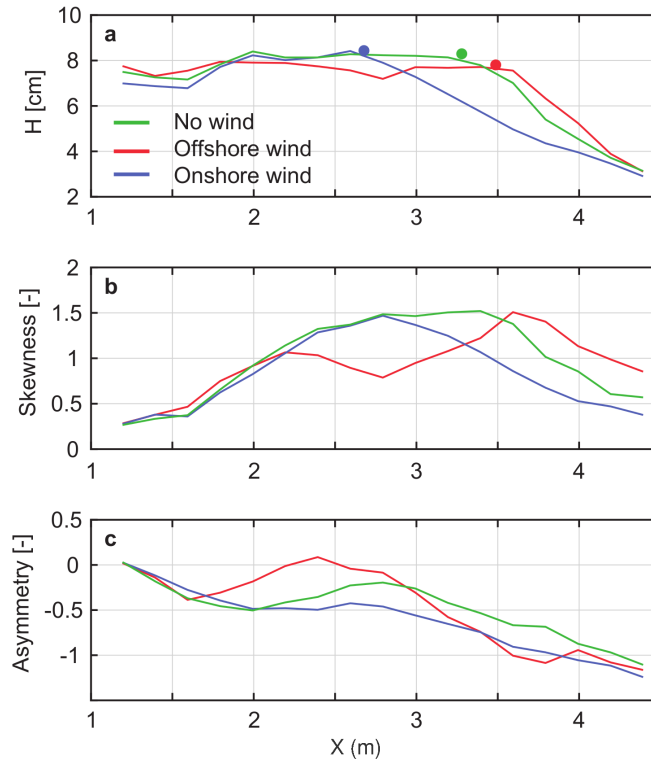 a
10
8
6
4
2
H [cm]
No wind
Offshore wind
Onshore wind
1 2 3 4
b
2
1.5
1
0.5
0
Skewness [-]
1 2 3 4
c
0.5
0
-0.5
-1
Asymmetry [-]
1 2 3 4
X (m)